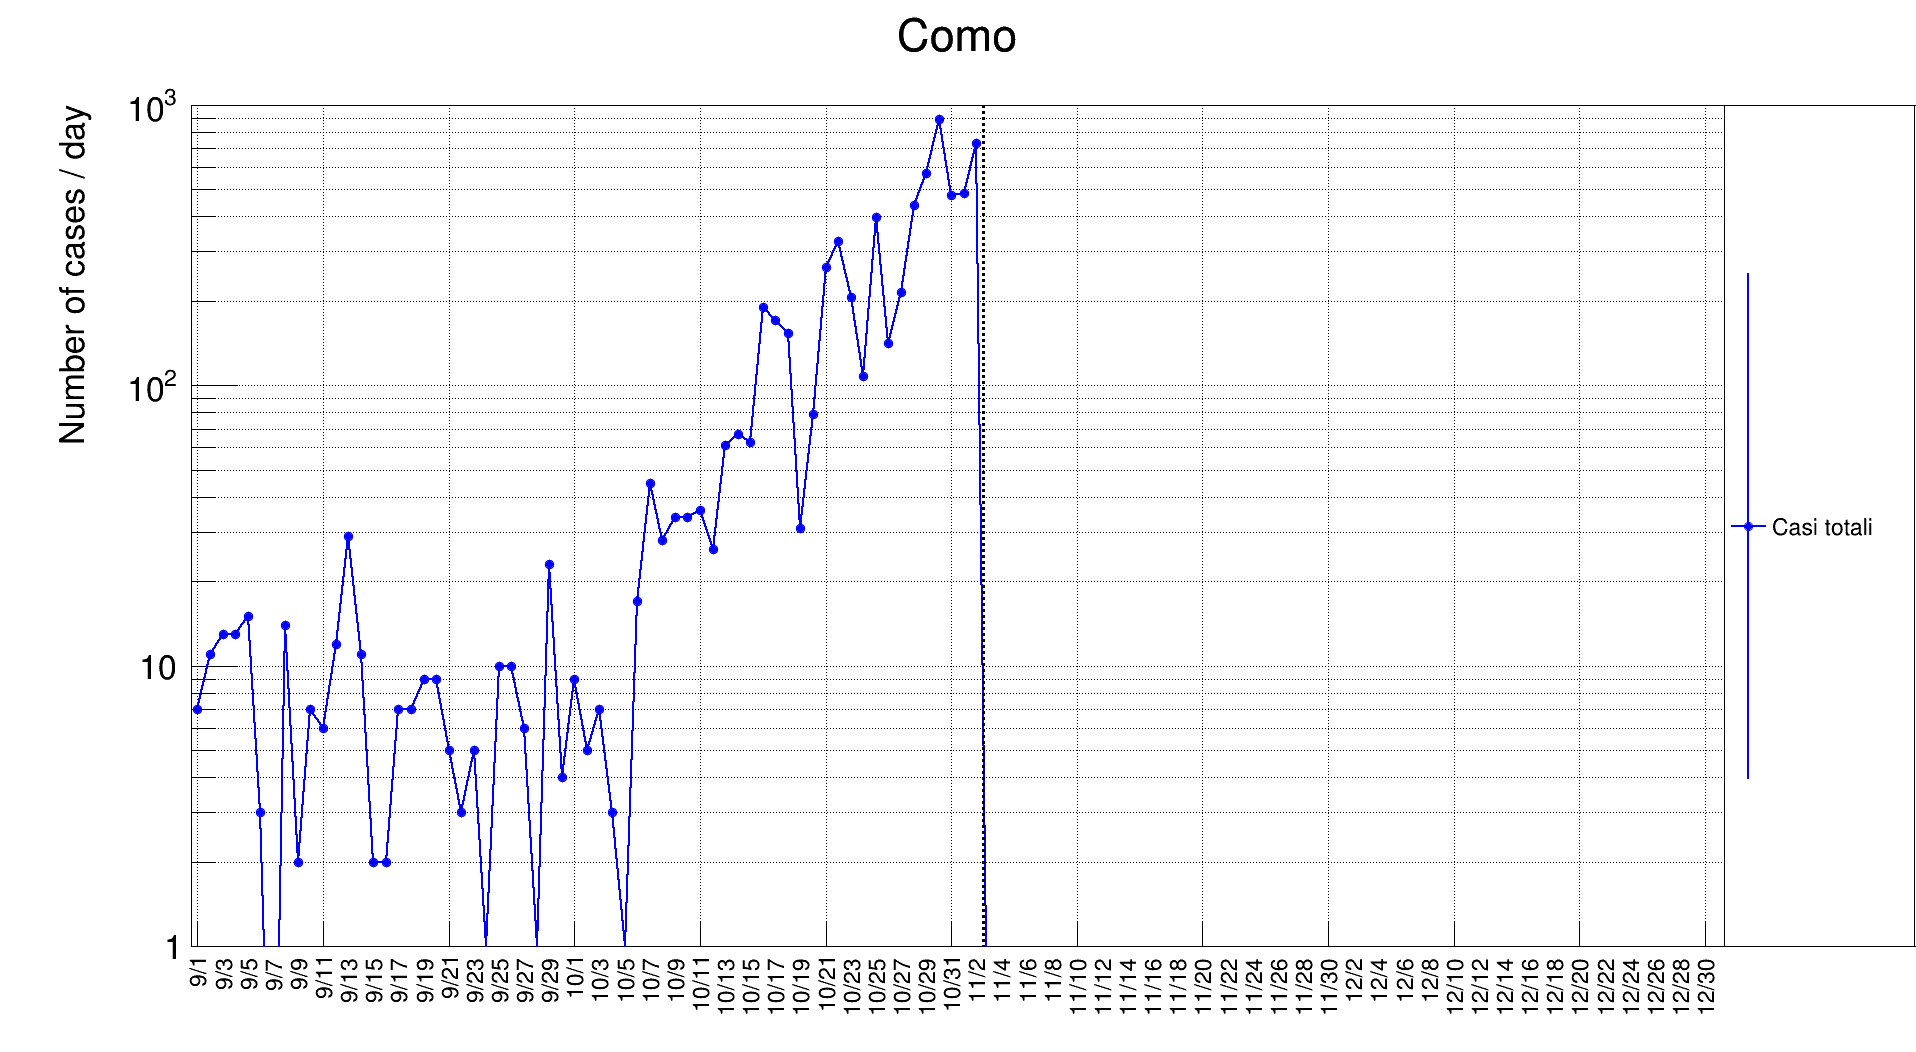 Como
Number of cases / day
10³
10²
10
1
9/1 9/3 9/5 9/7 9/9 9/11 9/13 9/15 9/17 9/19 9/21 9/23 9/25 9/27 9/29 10/1 10/3 10/5 10/7 10/9 10/11 10/13 10/15 10/17 10/19 10/21 10/23 10/25 10/27 10/29 10/31 11/2 11/4 11/6 11/8 11/10 11/12 11/14 11/16 11/18 11/20 11/22 11/24 11/26 11/28 11/30 12/2 12/4 12/6 12/8 12/10 12/12 12/14 12/16 12/18 12/20 12/22 12/24 12/26 12/28 12/30
Casi totali